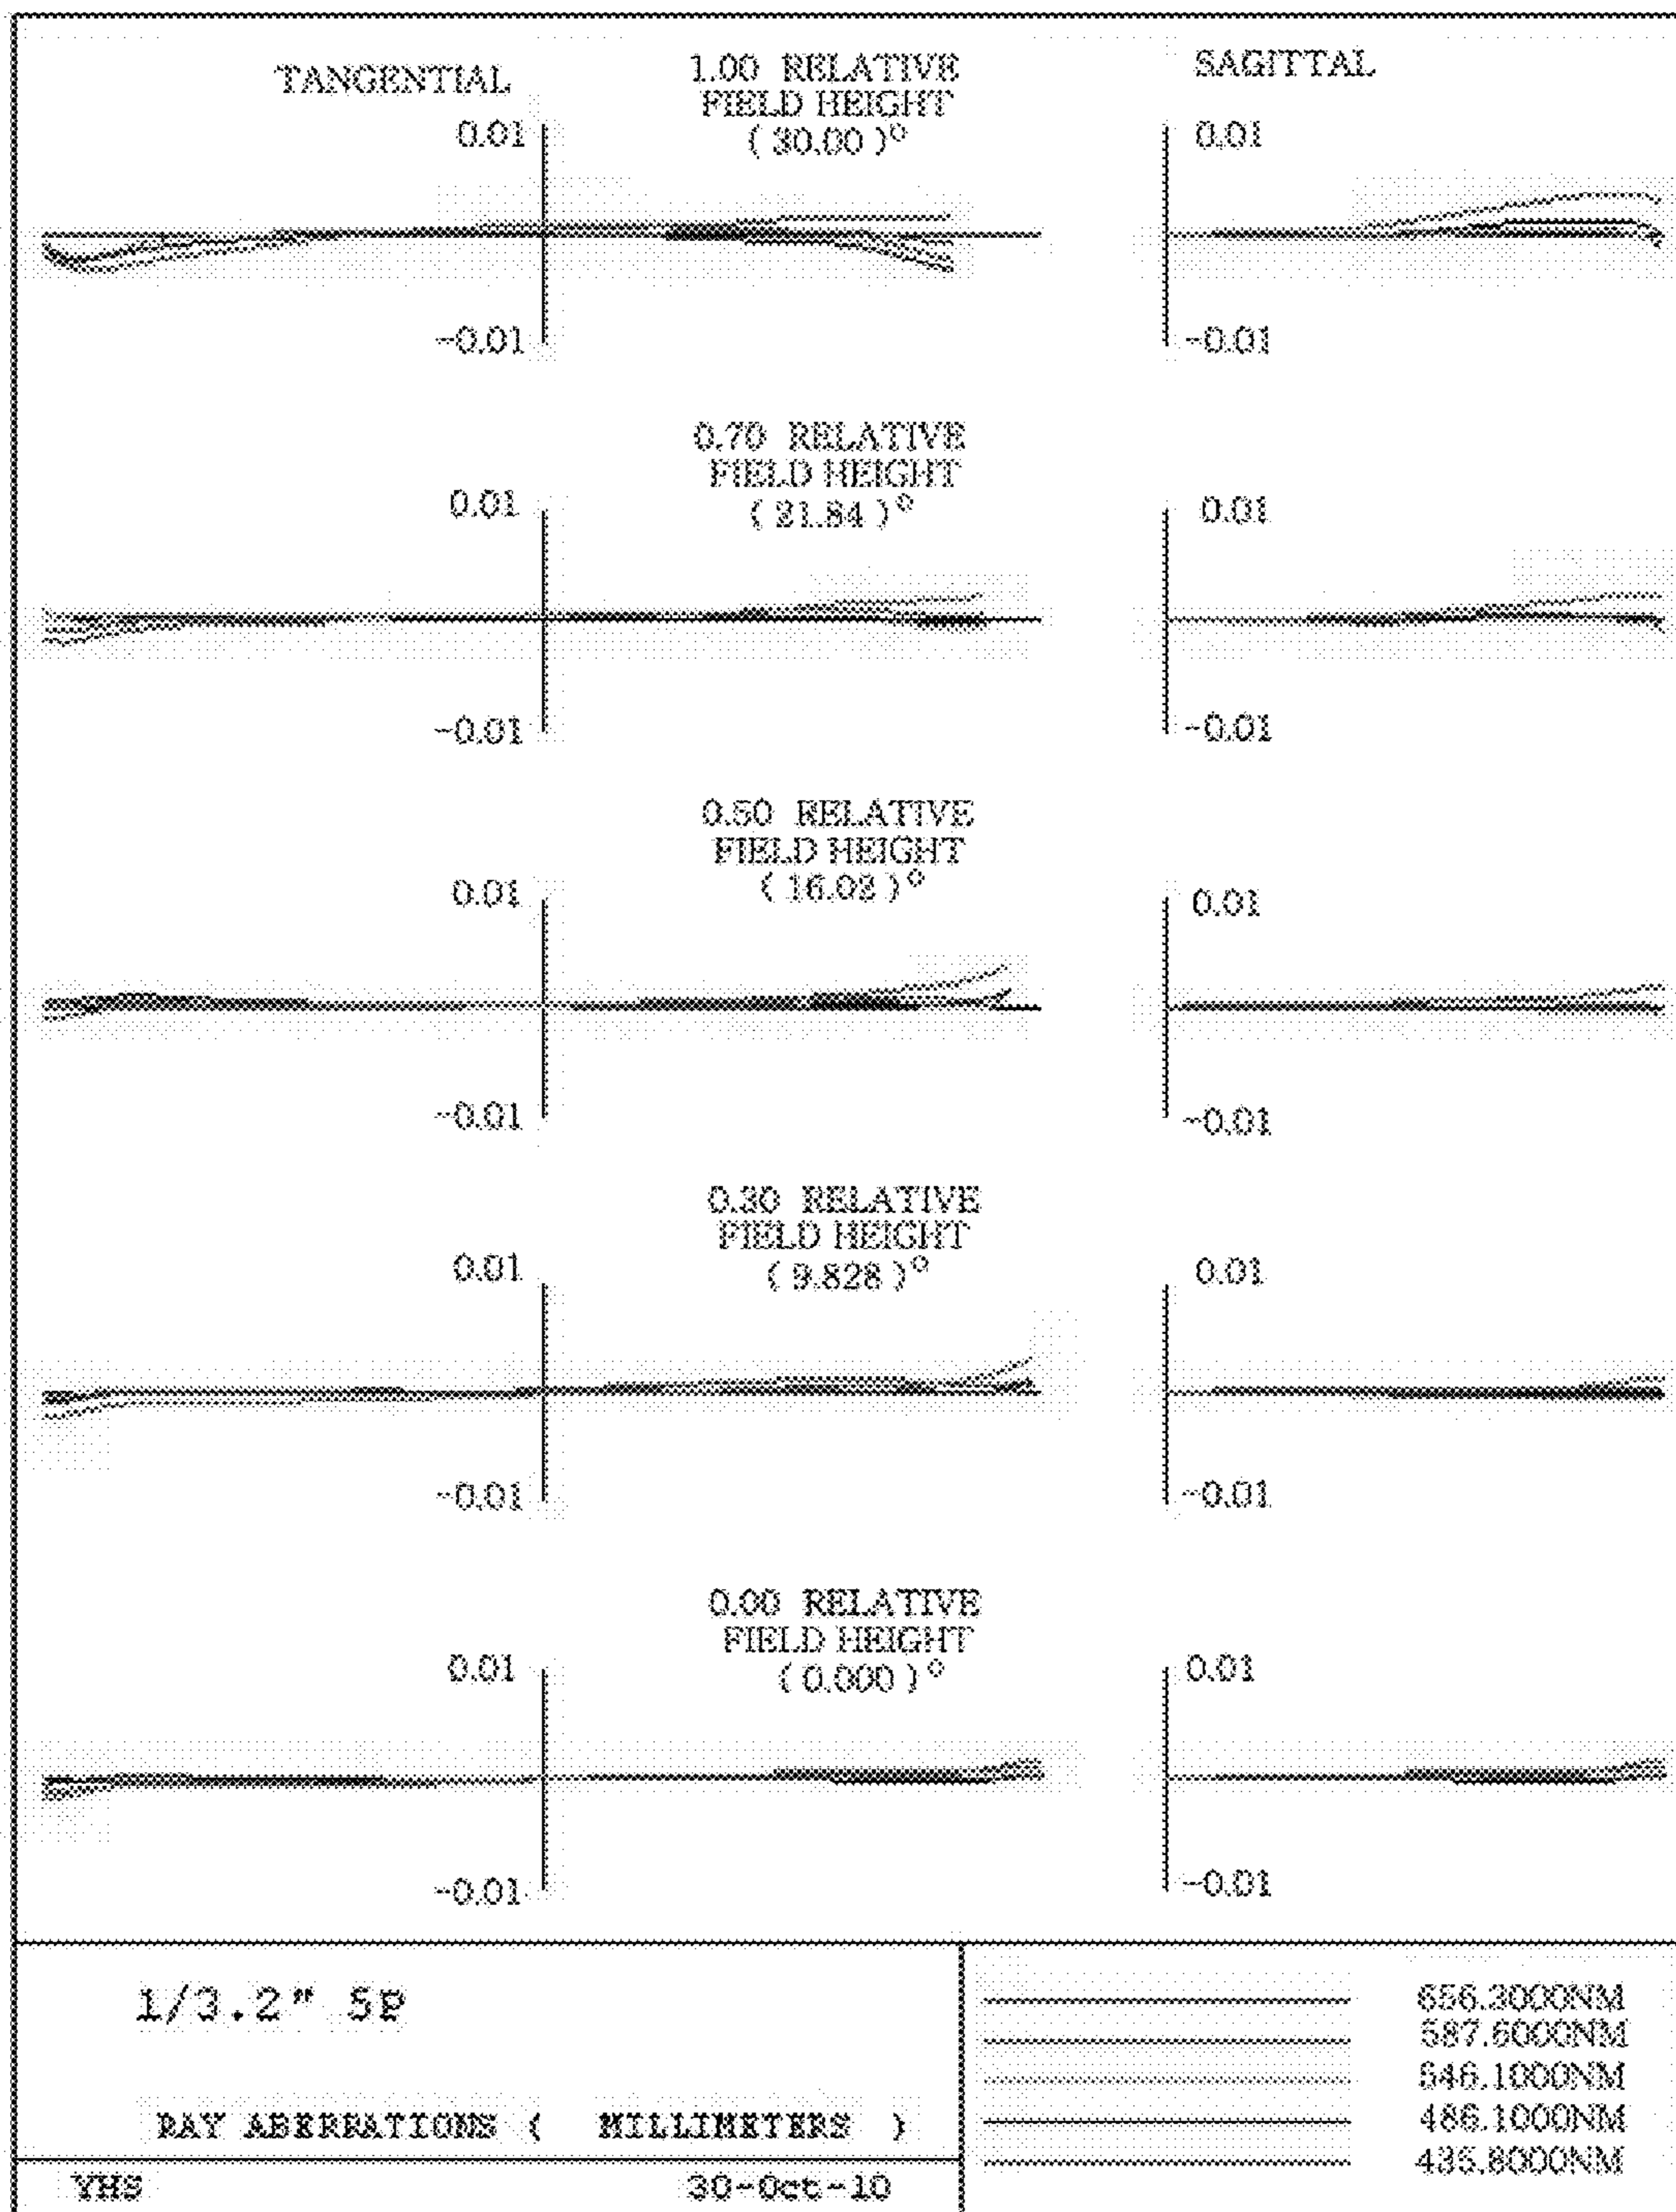 TANGENTIAL
1.00 RELATIVE
FIELD HEIGHT
( 30.00 )°
SAGITTAL
0.01
0.01
-0.01
-0.01
0.70 RELATIVE
FIELD HEIGHT
( 21.84 )°
0.01
0.01
-0.01
-0.01
0.50 RELATIVE
FIELD HEIGHT
( 16.02 )°
0.01
0.01
-0.01
-0.01
0.30 RELATIVE
FIELD HEIGHT
( 9.828 )°
0.01
0.01
-0.01
-0.01
0.00 RELATIVE
FIELD HEIGHT
( 0.000 )°
0.01
0.01
-0.01
-0.01
1/3.2" 5P
RAY ABERRATIONS ( MILLIMETERS )
YHS 30-Oct-10
656.3000NM
587.6000NM
546.1000NM
486.1000NM
435.8000NM